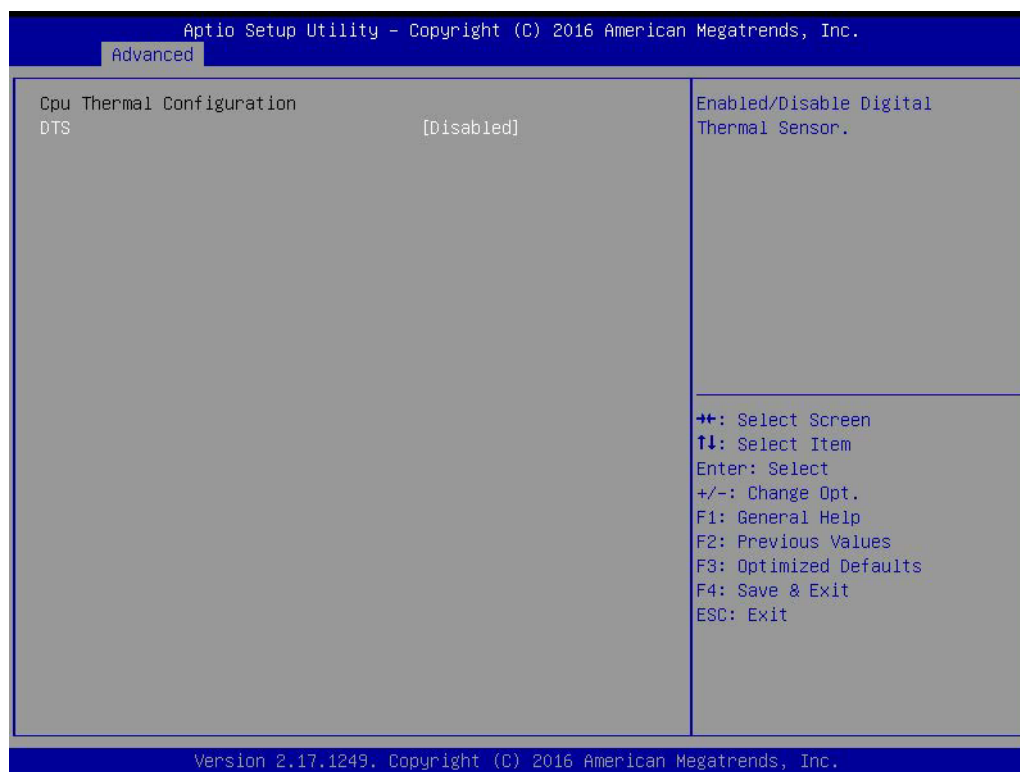 Aptio Setup Utility – Copyright (C) 2016 American Megatrends, Inc.
Advanced
Cpu Thermal Configuration
DTS [Disabled]
Enabled/Disable Digital
Thermal Sensor.
→←: Select Screen
↑↓: Select Item
Enter: Select
+/-: Change Opt.
F1: General Help
F2: Previous Values
F3: Optimized Defaults
F4: Save & Exit
ESC: Exit
Version 2.17.1249. Copyright (C) 2016 American Megatrends, Inc.